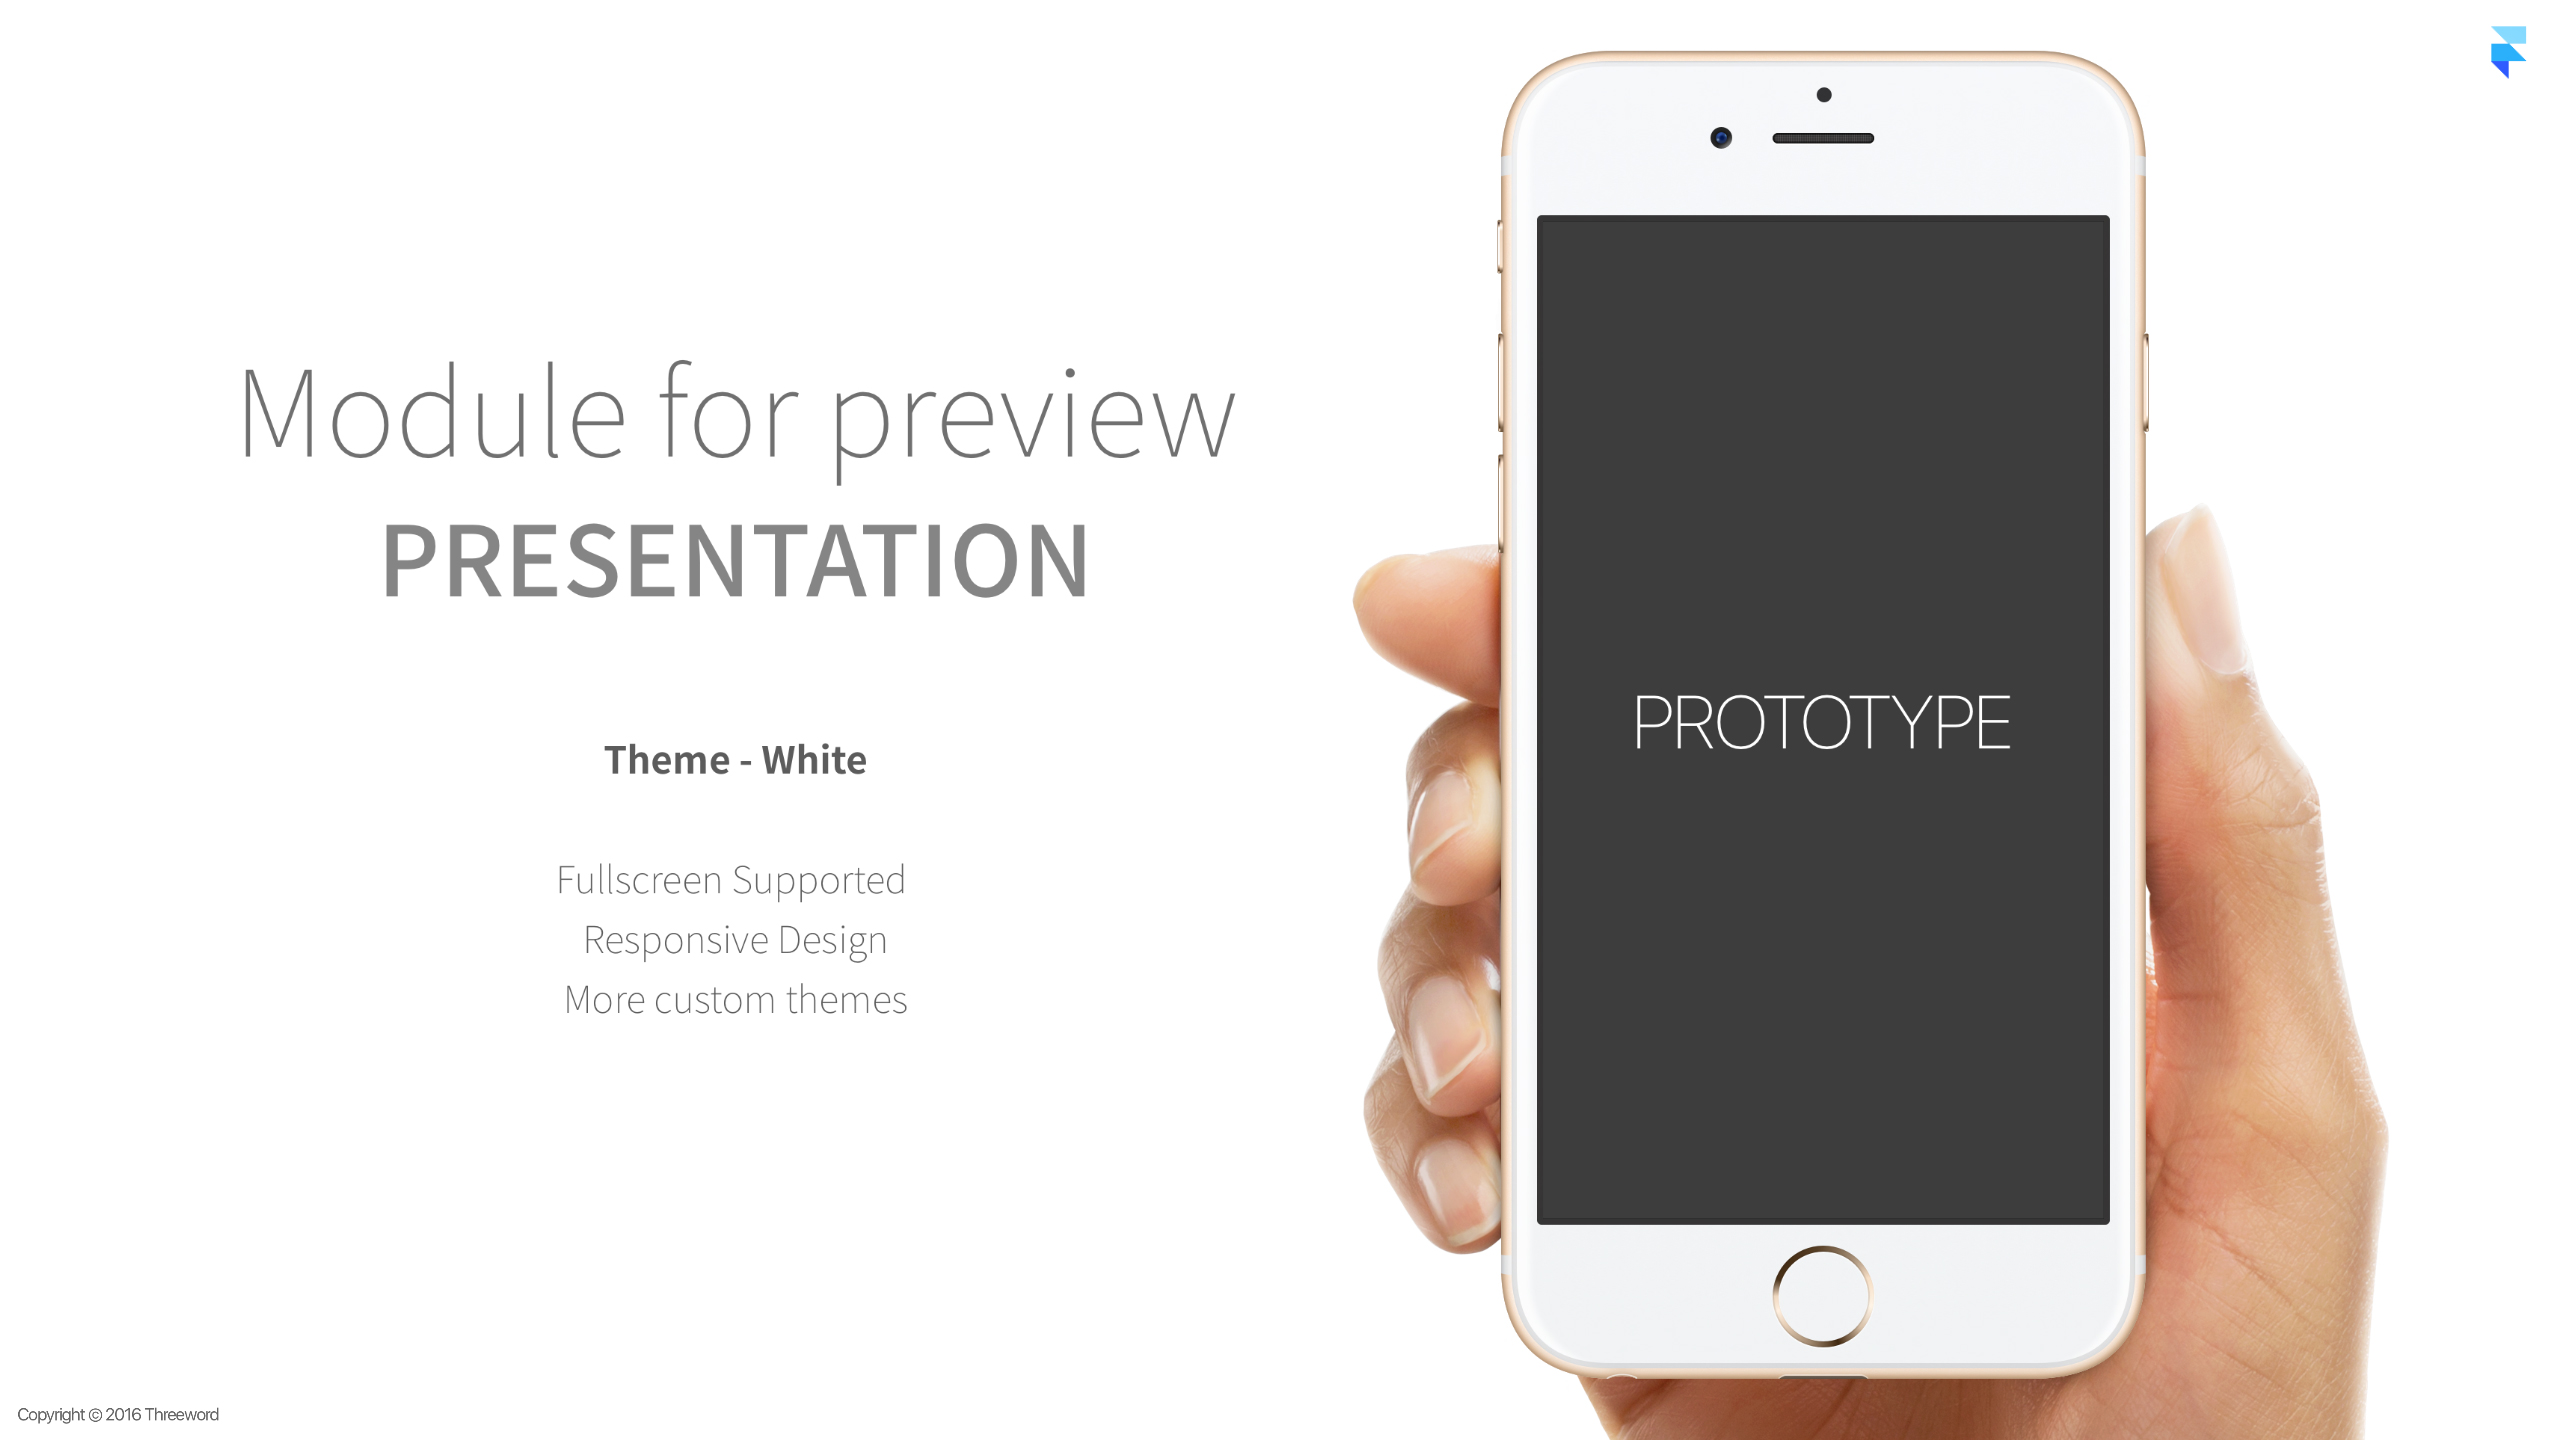 Module for preview
PRESENTATION
Theme - White
Fullscreen Supported
Responsive Design
More custom themes
PROTOTYPE
Copyright © 2016 Threeword